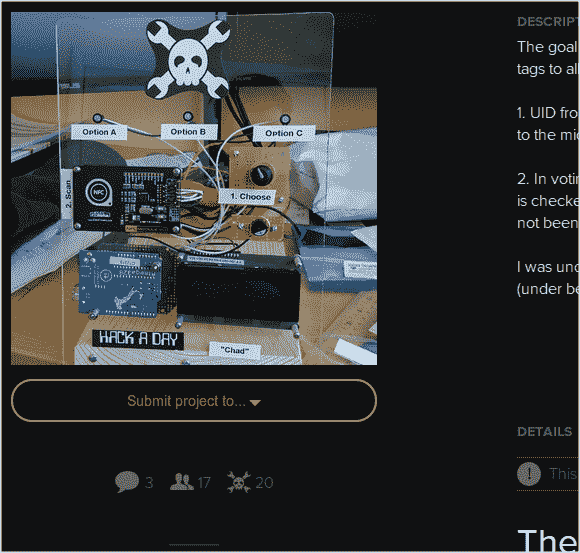 Option A
Option B
Option C
2. Scan
NFC
1. Choose
HACK A DAY
"Chad"
Submit project to...
3
17
20
DESCRIPT
The goal
tags to al
1. UID fro
to the mic
2. In votin
is checke
not been
I was und
(under be
DETAILS
This
The